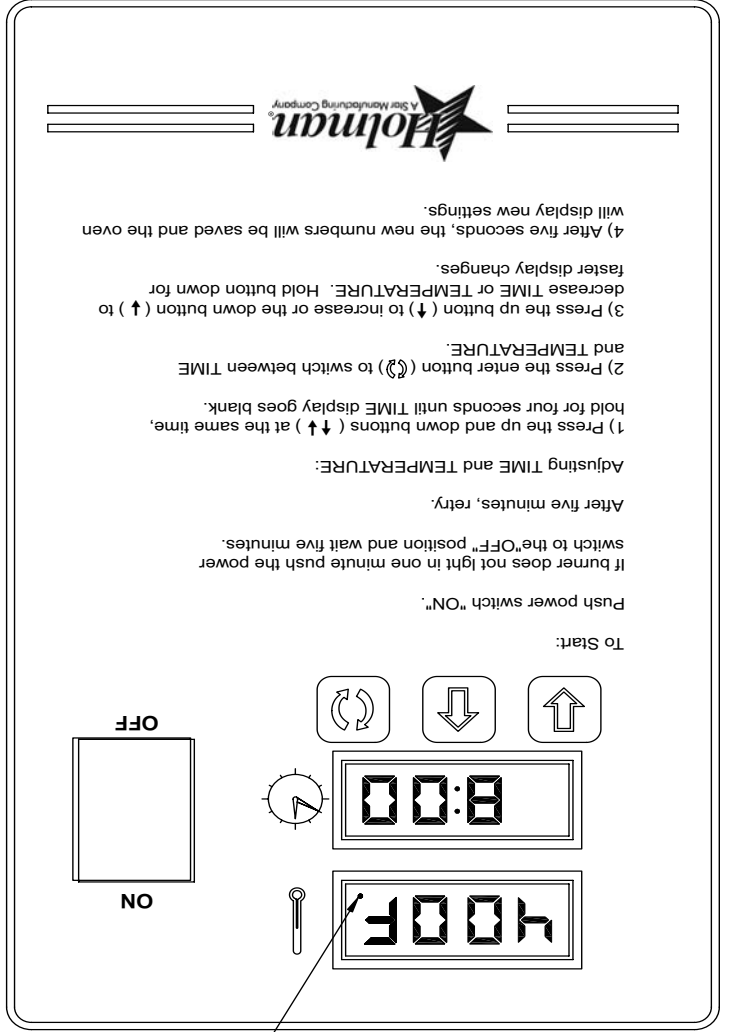 400F.
ON
8:00
OFF
To Start:
Push power switch "ON".
If burner does not lght in one minute push the power
switch to the"OFF" position and wait five minutes.
After five minutes, retry.
Adjusting TIME and TEMPERATURE:
1) Press the up and down buttons ( ↑↓ ) at the same time,
hold for four seconds until TIME display goes blank.
2) Press the enter button ( ) to switch between TIME
and TEMPERATURE.
3) Press the up button ( ↑ ) to increase or the down button ( ↓ ) to
decrease TIME or TEMPERATURE. Hold button down for
faster display changes.
4) After five seconds, the new numbers will be saved and the oven
will display new settings.
Holman®
A Star Manufacturing Company